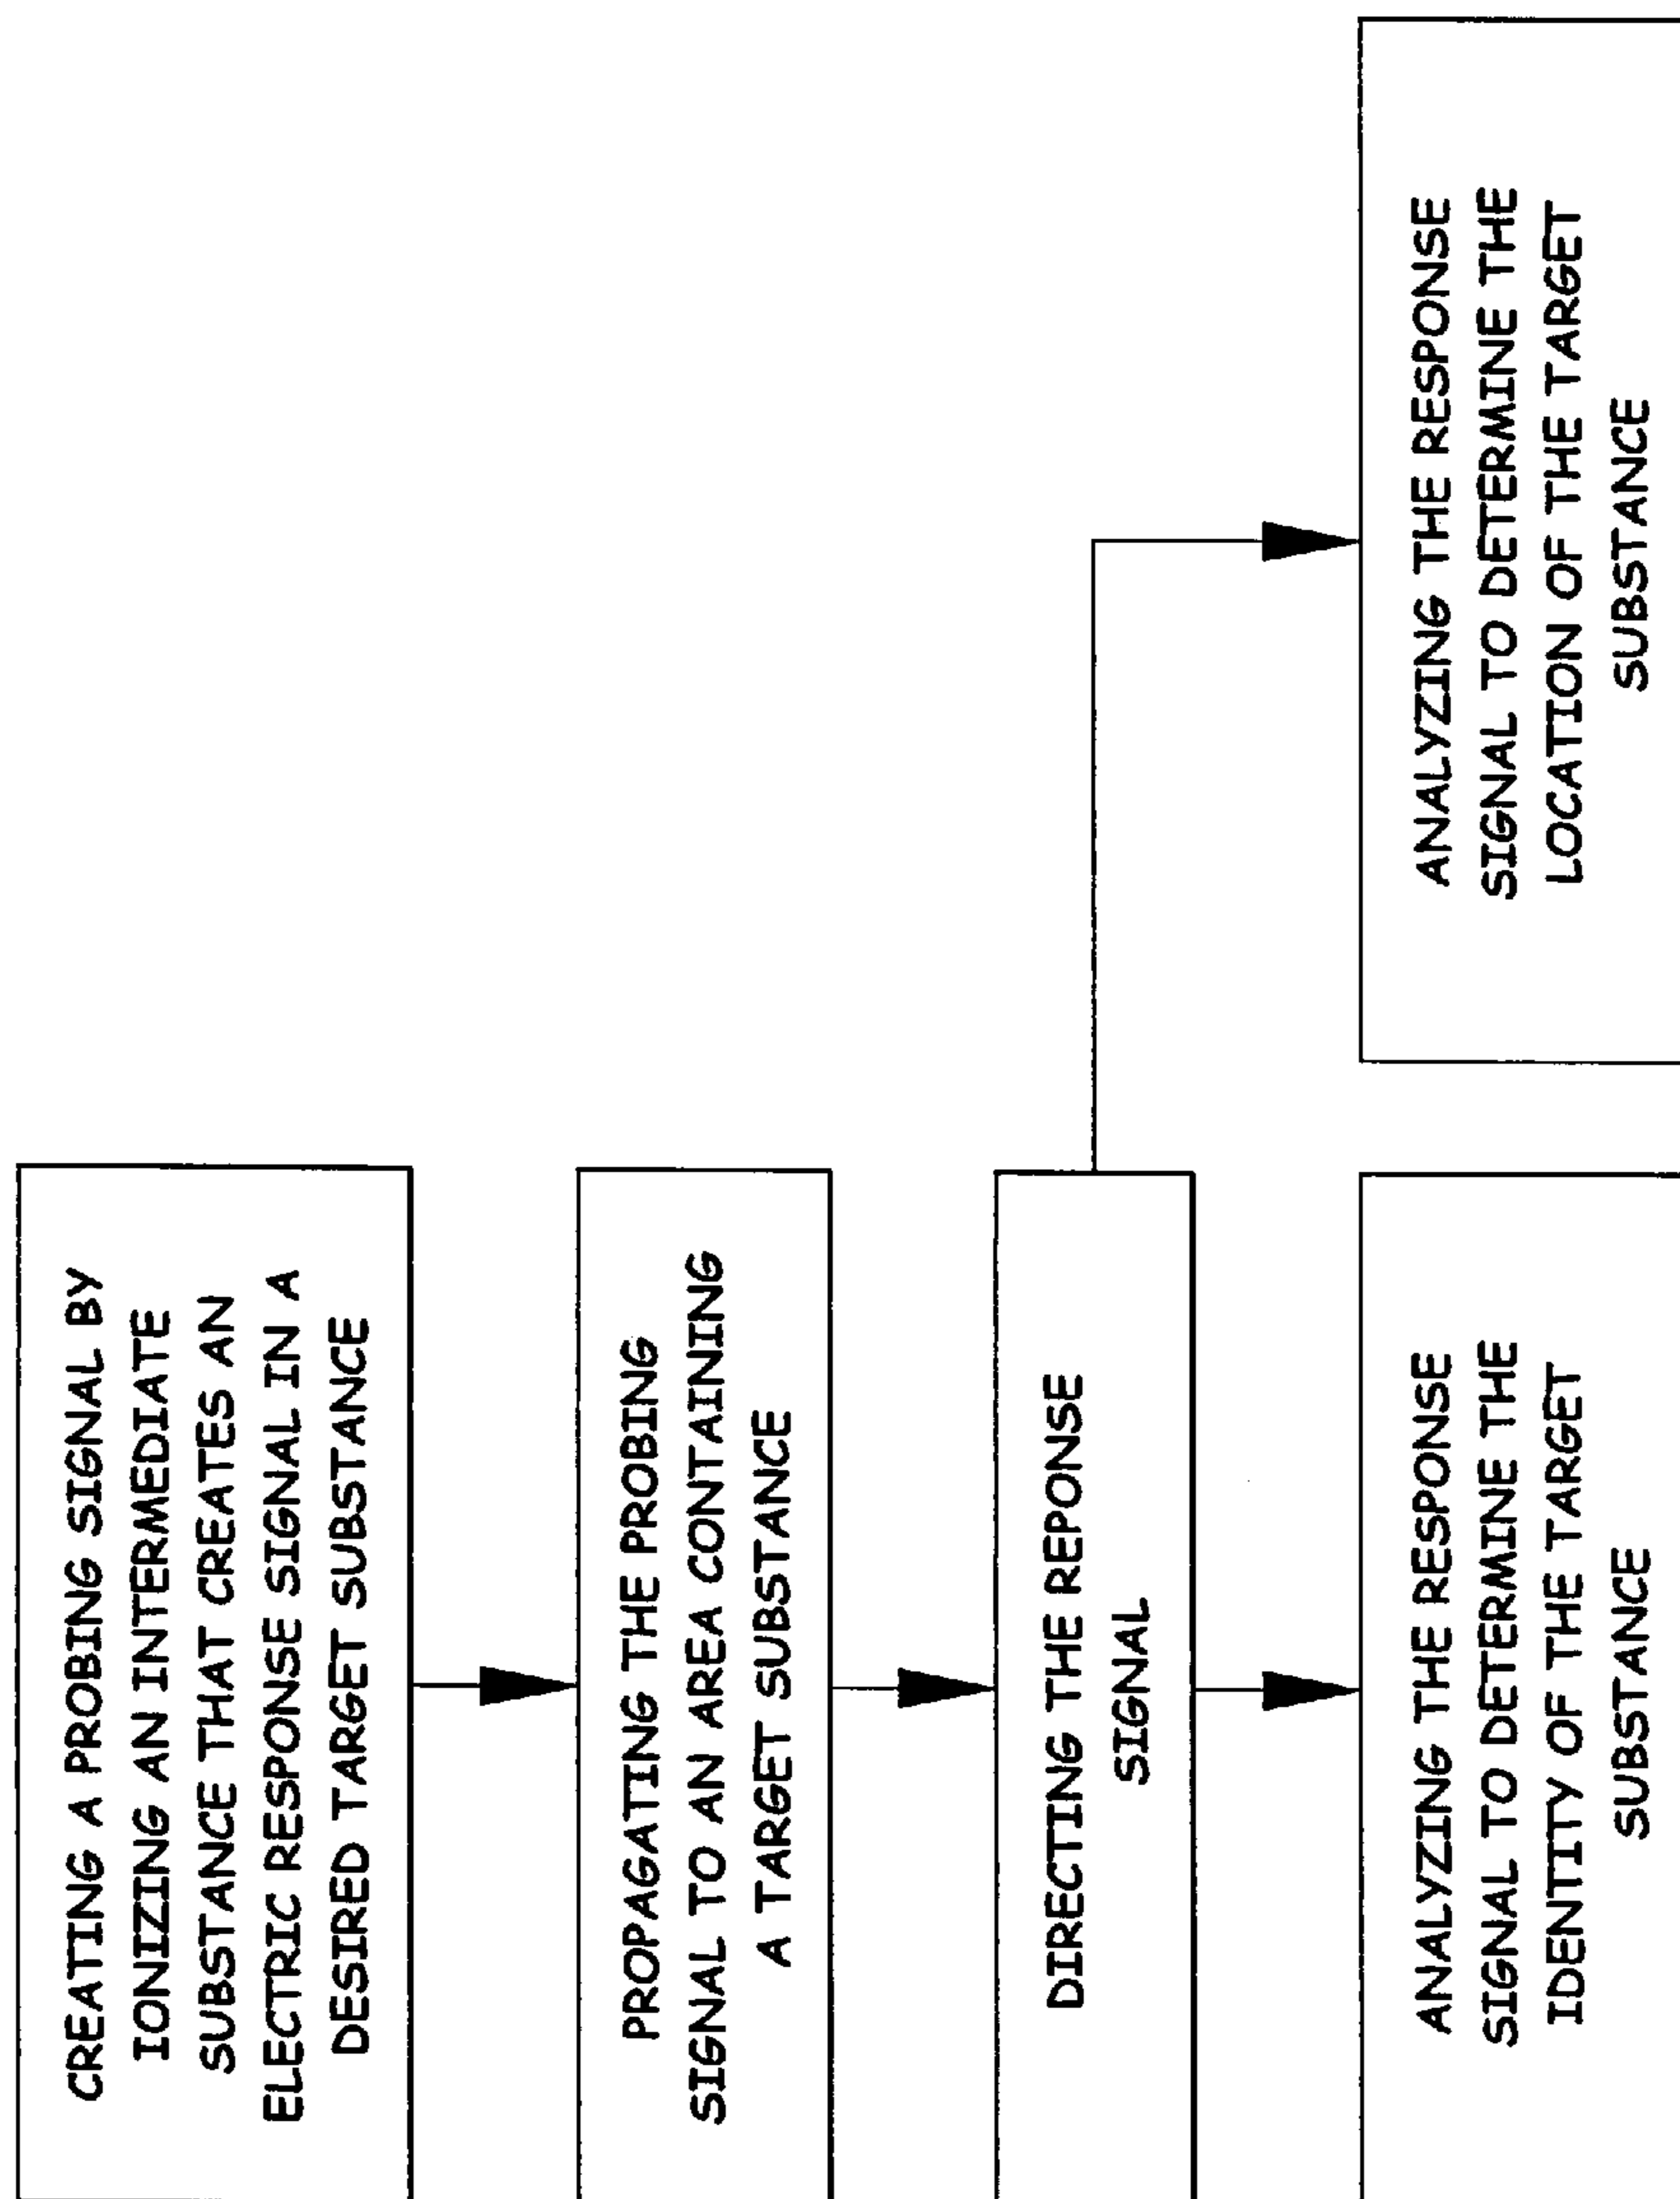 CREATING A PROBING SIGNAL BY
IONIZING AN INTERMEDIATE
SUBSTANCE THAT CREATES AN
ELECTRIC RESPONSE SIGNAL IN A
DESIRED TARGET SUBSTANCE
PROPAGATING THE PROBING
SIGNAL TO AN AREA CONTAINING
A TARGET SUBSTANCE
DIRECTING THE REPONSE
SIGNAL
ANALYZING THE RESPONSE
SIGNAL TO DETERMINE THE
IDENTITY OF THE TARGET
SUBSTANCE
ANALYZING THE RESPONSE
SIGNAL TO DETERMINE THE
LOCATION OF THE TARGET
SUBSTANCE